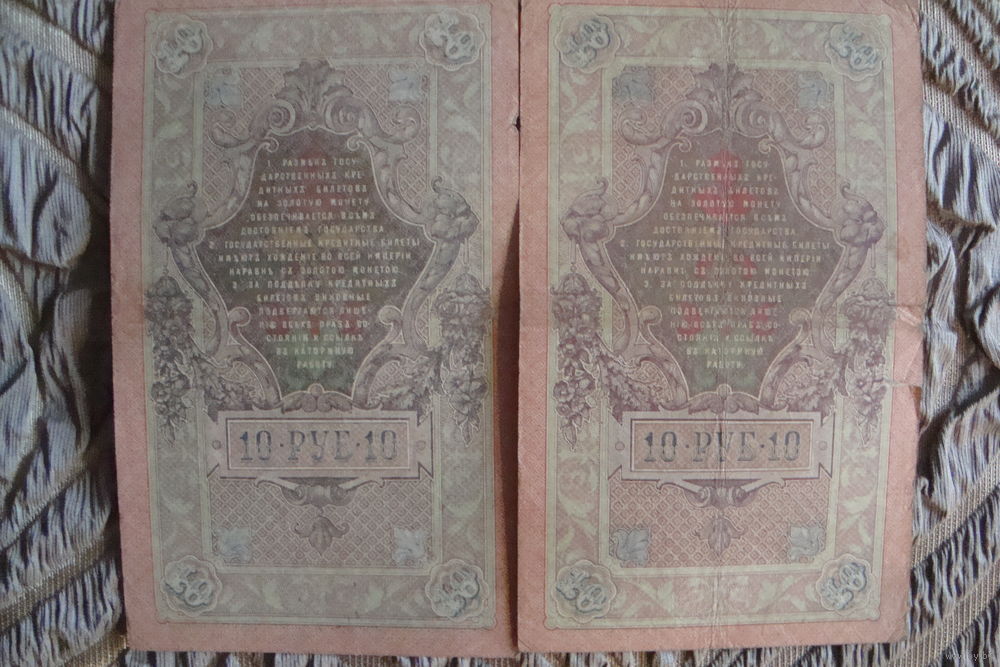 1. РАЗМѢНЪ ГОСУ-
ДАРСТВЕННЫХЪ КРЕ-
ДИТНЫХЪ БИЛЕТОВЪ
НА ЗОЛОТУЮ МОНЕТУ
ОБЕЗПЕЧИВАЕТСЯ ВСѢМЪ
ДОСТОЯНІЕМЪ ГОСУДАРСТВА
2. ГОСУДАРСТВЕННЫЕ КРЕДИТНЫЕ БИЛЕТЫ
ИМѢЮТЪ ХОЖДЕНІЕ ВО ВСЕЙ ИМПЕРІИ
НАРАВНѢ СЪ ЗОЛОТОЮ МОНЕТОЮ.
3. ЗА ПОДДѢЛКУ КРЕДИТНЫХЪ
БИЛЕТОВЪ ВИНОВНЫЕ
ПОДВЕРГАЮТСЯ ЛИШЕ-
НІЮ ВСѢХЪ ПРАВЪ СО-
СТОЯНІЯ И ССЫЛКѢ
ВЪ КАТОРЖНУЮ
РАБОТУ.
10·РУБ·10
1. РАЗМѢНЪ ГОСУ-
ДАРСТВЕННЫХЪ КРЕ-
ДИТНЫХЪ БИЛЕТОВЪ
НА ЗОЛОТУЮ МОНЕТУ
ОБЕЗПЕЧИВАЕТСЯ ВСѢМЪ
ДОСТОЯНІЕМЪ ГОСУДАРСТВА
2. ГОСУДАРСТВЕННЫЕ КРЕДИТНЫЕ БИЛЕТЫ
ИМѢЮТЪ ХОЖДЕНІЕ ВО ВСЕЙ ИМПЕРІИ
НАРАВНѢ СЪ ЗОЛОТОЮ МОНЕТОЮ.
3. ЗА ПОДДѢЛКУ КРЕДИТНЫХЪ
БИЛЕТОВЪ ВИНОВНЫЕ
ПОДВЕРГАЮТСЯ ЛИШЕ-
НІЮ ВСѢХЪ ПРАВЪ СО-
СТОЯНІЯ И ССЫЛКѢ
ВЪ КАТОРЖНУЮ
РАБОТУ.
10·РУБ·10